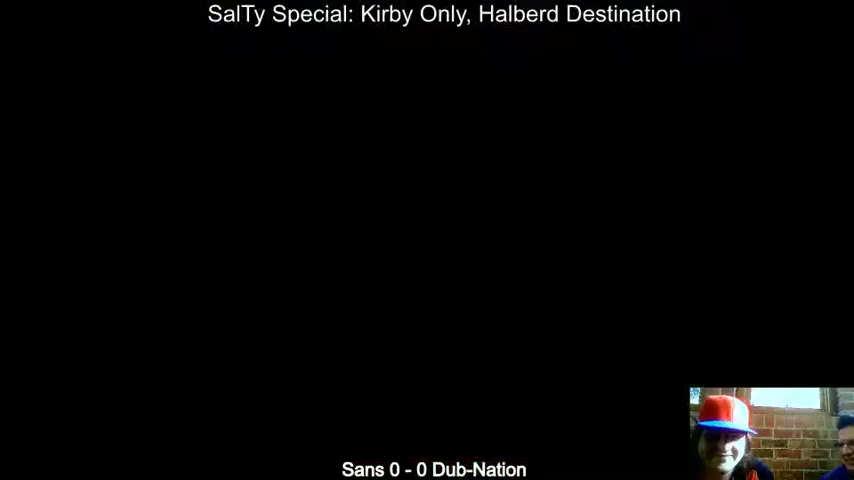 SalTy Special: Kirby Only, Halberd Destination
Sans 0 - 0 Dub-Nation